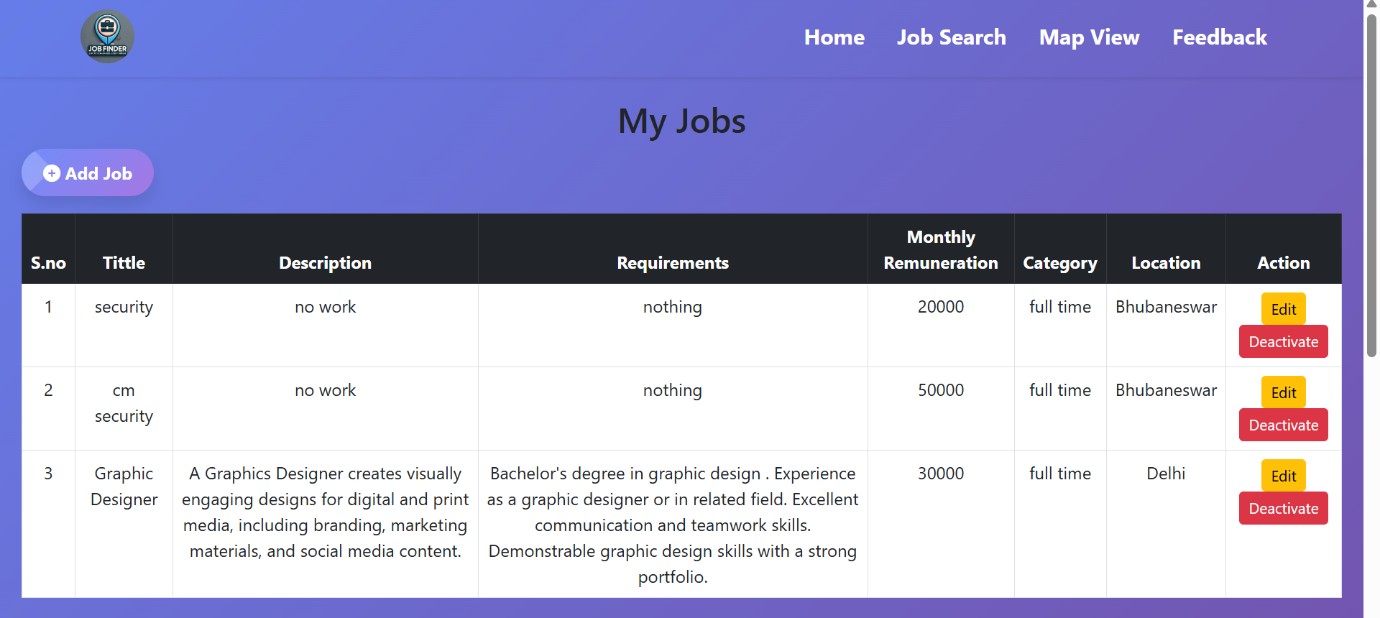 JOB FINDER
Home Job Search Map View Feedback
My Jobs
Add Job
S.no Tittle Description Requirements Monthly Remuneration Category Location Action
1 security no work nothing 20000 full time Bhubaneswar Edit
Deactivate
2 cm security no work nothing 50000 full time Bhubaneswar Edit
Deactivate
3 Graphic Designer
A Graphics Designer creates visually
engaging designs for digital and print
media, including branding, marketing
materials, and social media content.
Bachelor's degree in graphic design . Experience
as a graphic designer or in related field. Excellent
communication and teamwork skills.
Demonstrable graphic design skills with a strong
portfolio.
30000 full time Delhi Edit
Deactivate